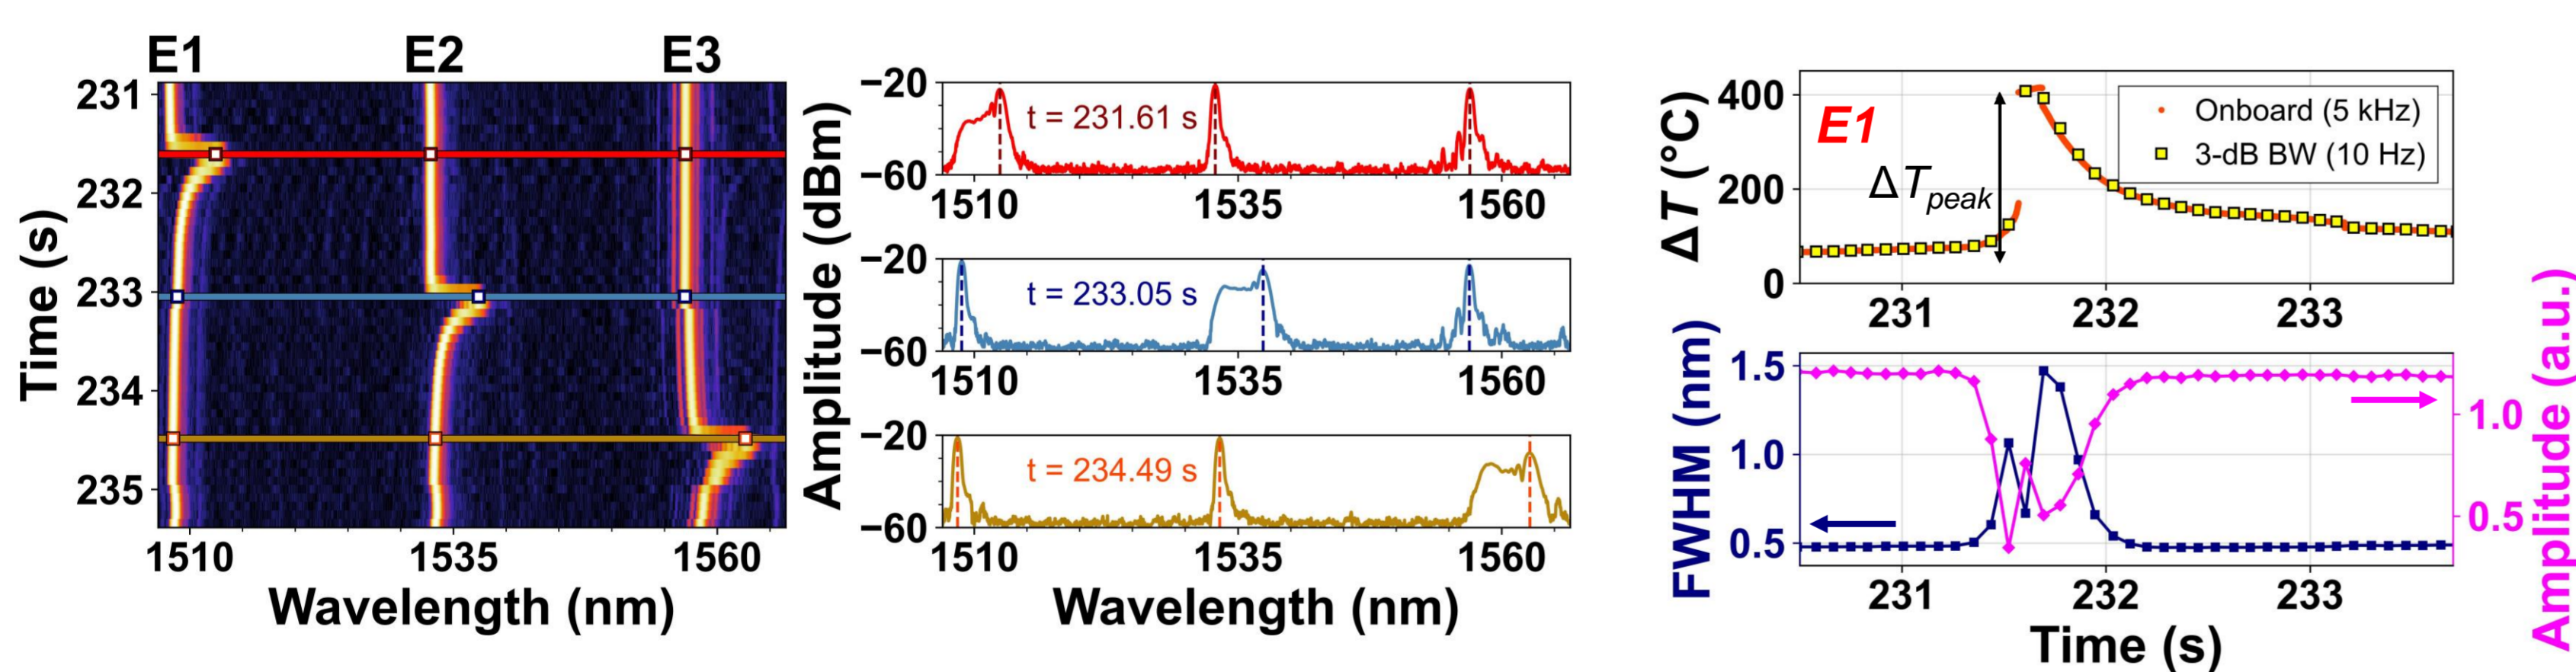 E1 E2 E3
231
232
233
234
235
Time (s)
1510 1535 1560
Wavelength (nm)
Amplitude (dBm)
−20
t = 231.61 s
−60
1510 1535 1560
−20
t = 233.05 s
−60
1510 1535 1560
−20
t = 234.49 s
−60
1510 1535 1560
Wavelength (nm)
ΔT (°C)
400
200
0
E1
ΔTpeak
Onboard (5 kHz)
3-dB BW (10 Hz)
231 232 233
FWHM (nm)
1.5
1.0
0.5
1.0
0.5
Amplitude (a.u.)
231 232 233
Time (s)